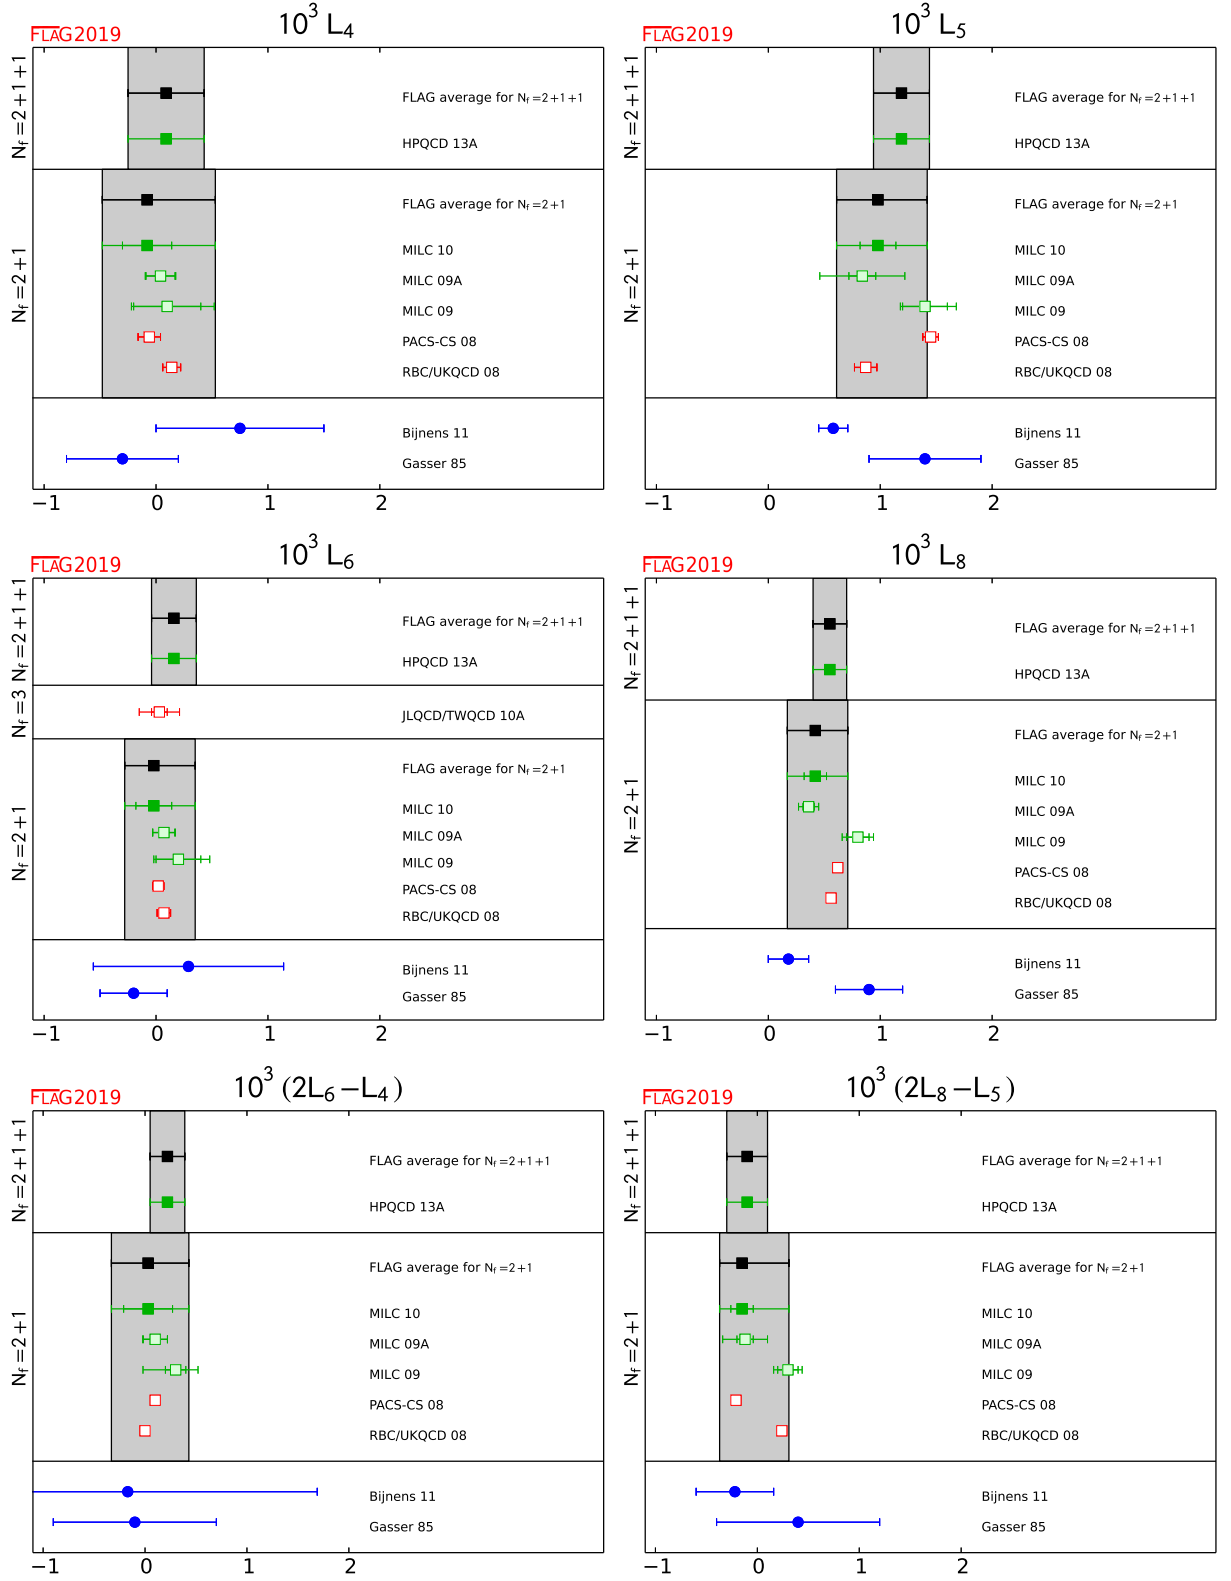 FLAG2019
10³ L₄
N_f=2+1+1
FLAG average for N_f=2+1+1
HPQCD 13A
N_f=2+1
FLAG average for N_f=2+1
MILC 10
MILC 09A
MILC 09
PACS-CS 08
RBC/UKQCD 08
Bijnens 11
Gasser 85
−1 0 1 2
FLAG2019
10³ L₅
N_f=2+1+1
FLAG average for N_f=2+1+1
HPQCD 13A
N_f=2+1
FLAG average for N_f=2+1
MILC 10
MILC 09A
MILC 09
PACS-CS 08
RBC/UKQCD 08
Bijnens 11
Gasser 85
−1 0 1 2
FLAG2019
10³ L₆
N_f=2+1+1
FLAG average for N_f=2+1+1
HPQCD 13A
N_f=3
JLQCD/TWQCD 10A
N_f=2+1
FLAG average for N_f=2+1
MILC 10
MILC 09A
MILC 09
PACS-CS 08
RBC/UKQCD 08
Bijnens 11
Gasser 85
−1 0 1 2
FLAG2019
10³ L₈
N_f=2+1+1
FLAG average for N_f=2+1+1
HPQCD 13A
N_f=2+1
FLAG average for N_f=2+1
MILC 10
MILC 09A
MILC 09
PACS-CS 08
RBC/UKQCD 08
Bijnens 11
Gasser 85
−1 0 1 2
FLAG2019
10³ (2L₆−L₄)
N_f=2+1+1
FLAG average for N_f=2+1+1
HPQCD 13A
N_f=2+1
FLAG average for N_f=2+1
MILC 10
MILC 09A
MILC 09
PACS-CS 08
RBC/UKQCD 08
Bijnens 11
Gasser 85
−1 0 1 2
FLAG2019
10³ (2L₈−L₅)
N_f=2+1+1
FLAG average for N_f=2+1+1
HPQCD 13A
N_f=2+1
FLAG average for N_f=2+1
MILC 10
MILC 09A
MILC 09
PACS-CS 08
RBC/UKQCD 08
Bijnens 11
Gasser 85
−1 0 1 2